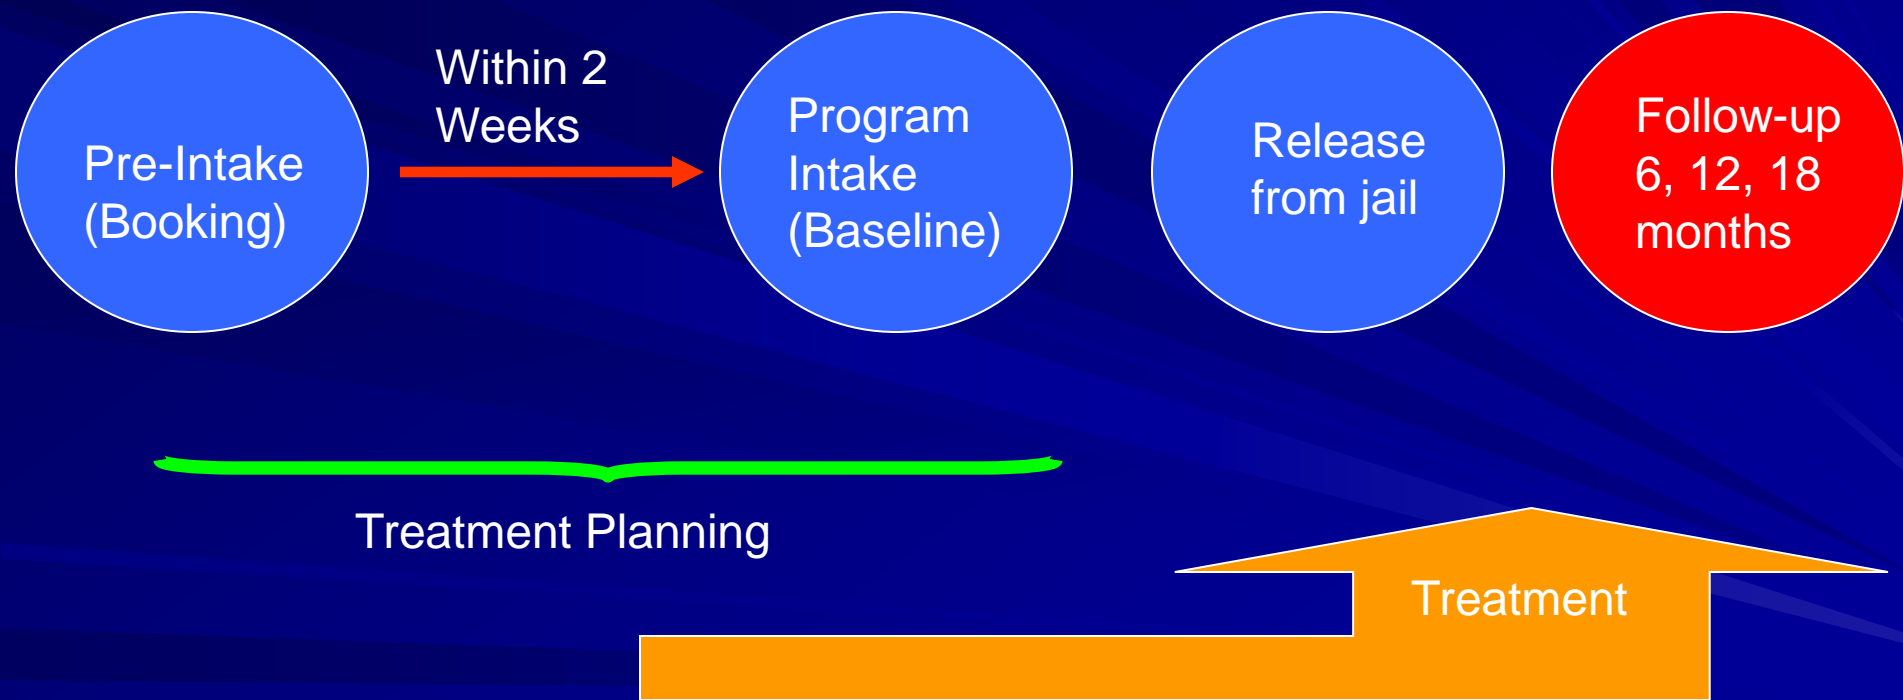 Pre-Intake
(Booking)
Within 2
Weeks
Program
Intake
(Baseline)
Release
from jail
Follow-up
6, 12, 18
months
Treatment Planning
Treatment